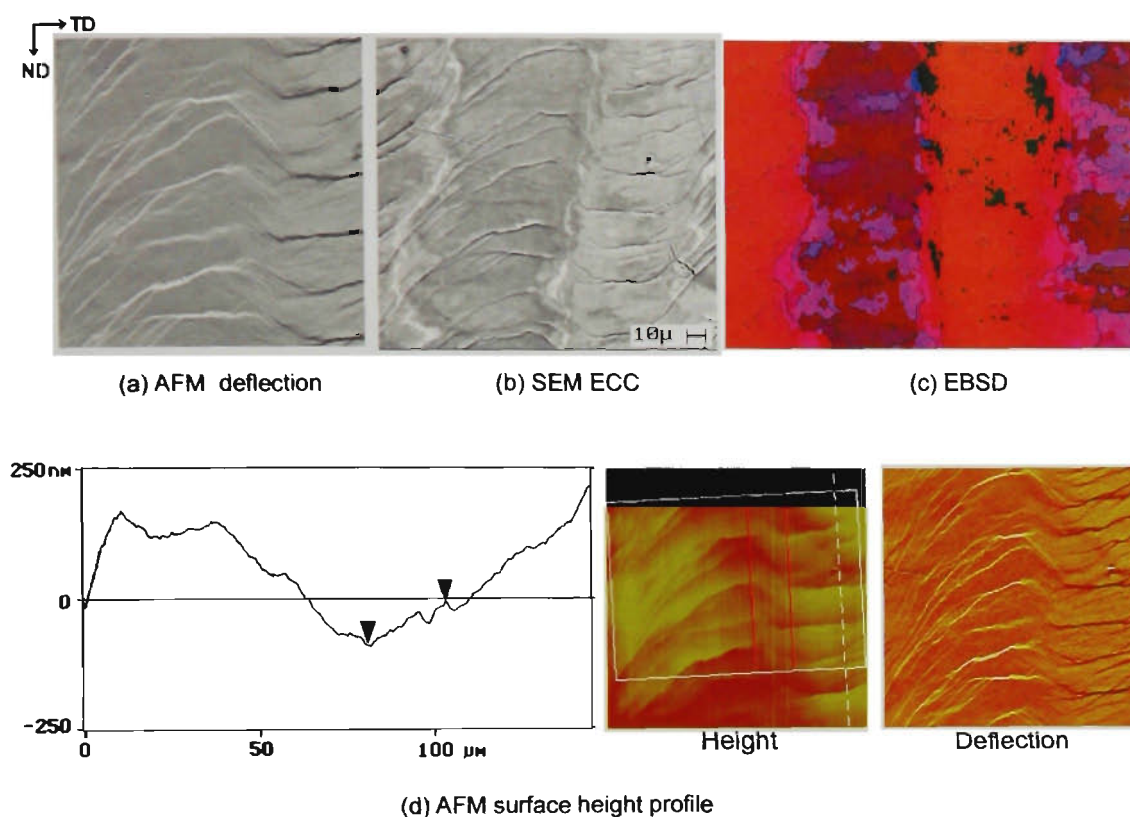 TD
ND
10µ
(a) AFM deflection
(b) SEM ECC
(c) EBSD
250nM
0
-250
0
50
100 µM
Height
Deflection
(d) AFM surface height profile